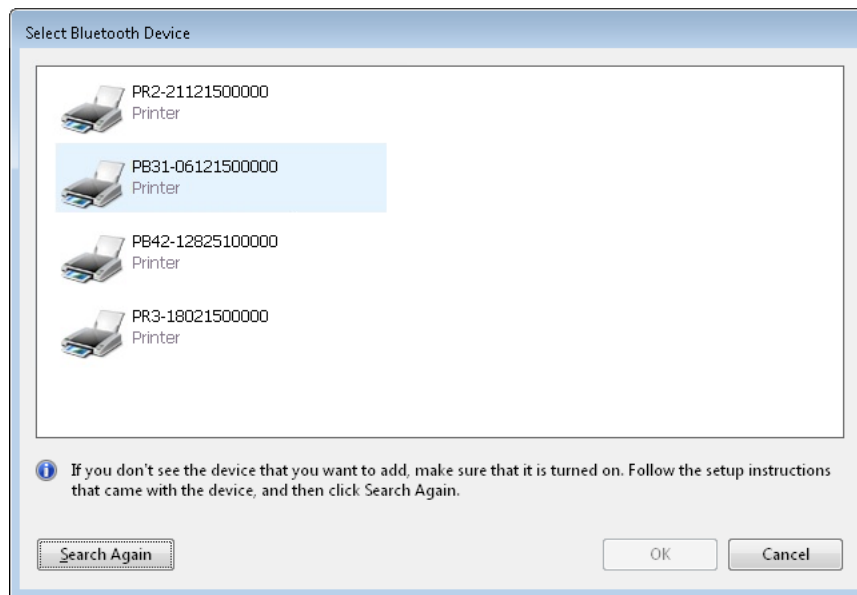 Select Bluetooth Device
PR2-21121500000
Printer
PB31-06121500000
Printer
PB42-12825100000
Printer
PR3-18021500000
Printer
If you don't see the device that you want to add, make sure that it is turned on. Follow the setup instructions
that came with the device, and then click Search Again.
Search Again
OK
Cancel